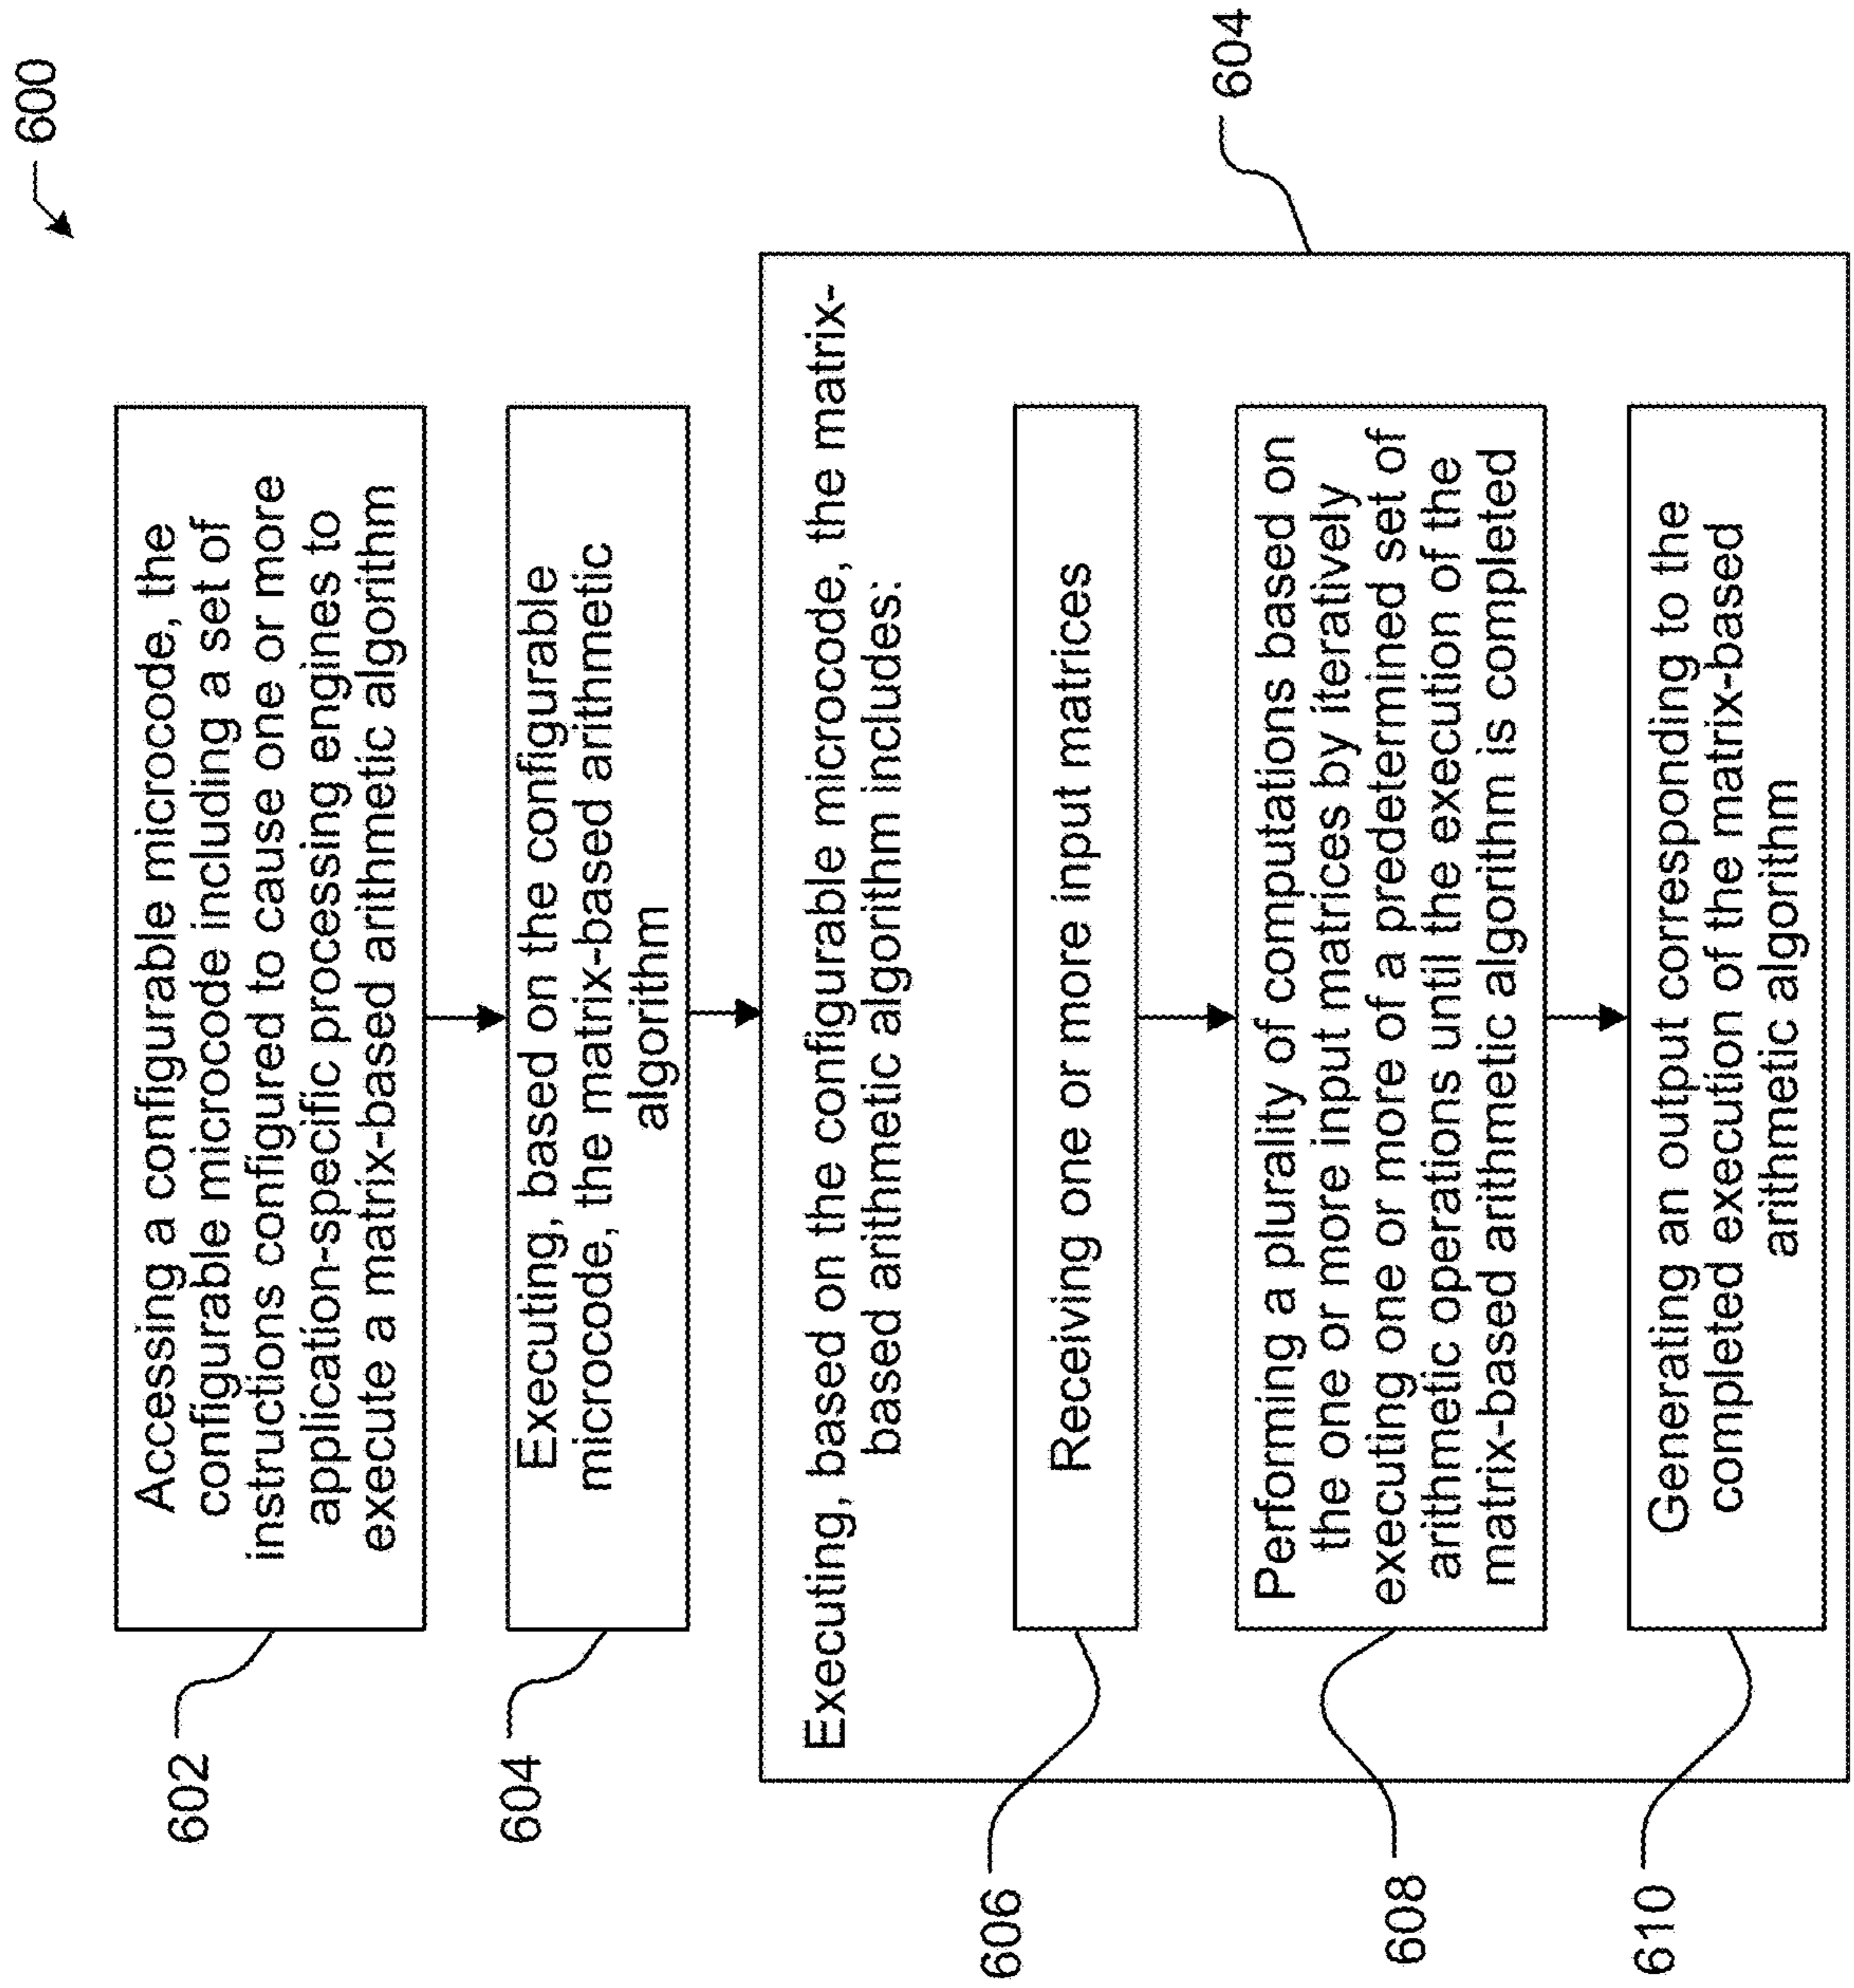 600
602
Accessing a configurable microcode, the
configurable microcode including a set of
instructions configured to cause one or more
application-specific processing engines to
execute a matrix-based arithmetic algorithm
604
Executing, based on the configurable
microcode, the matrix-based arithmetic
algorithm
604
Executing, based on the configurable microcode, the matrix-
based arithmetic algorithm includes:
606
Receiving one or more input matrices
608
Performing a plurality of computations based on
the one or more input matrices by iteratively
executing one or more of a predetermined set of
arithmetic operations until the execution of the
matrix-based arithmetic algorithm is completed
610
Generating an output corresponding to the
completed execution of the matrix-based
arithmetic algorithm